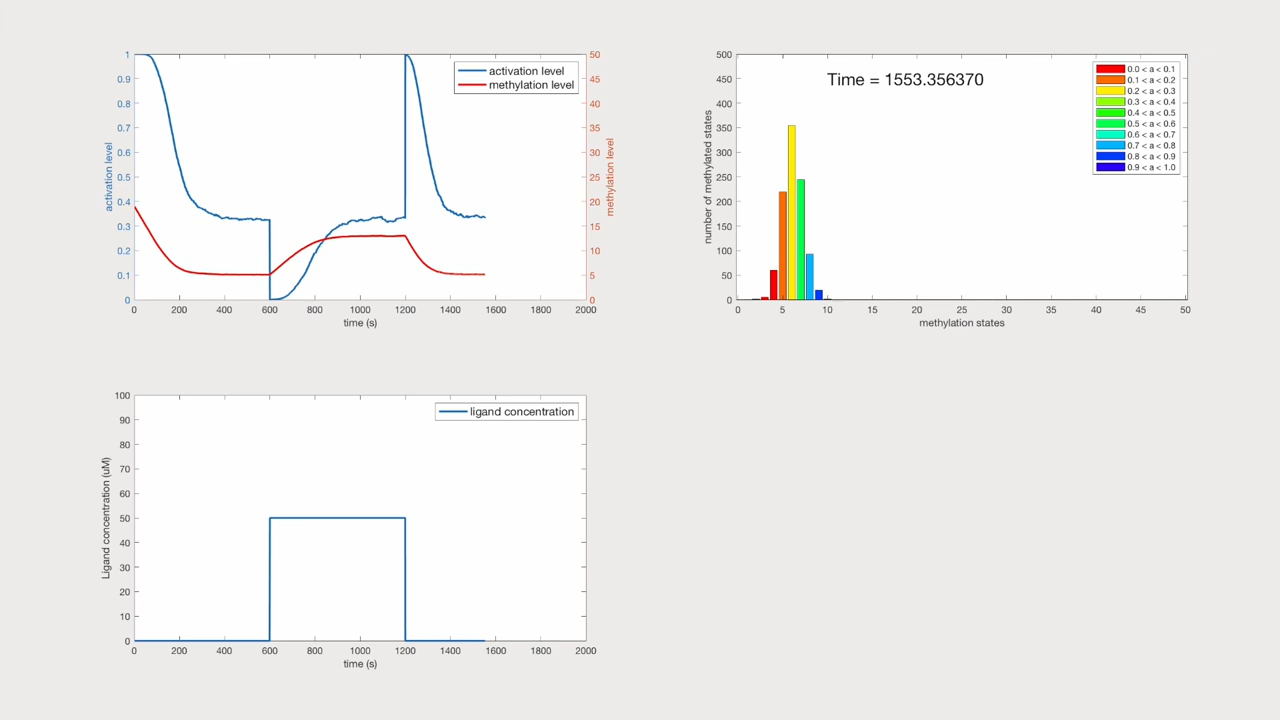 1
0.9
0.8
0.7
0.6
0.5
0.4
0.3
0.2
0.1
0
activation level
50
45
40
35
30
25
20
15
10
5
0
methylation level
activation level
methylation level
0 200 400 600 800 1000 1200 1400 1600 1800 2000
time (s)
500
450
400
350
300
250
200
150
100
50
0
number of methylated states
Time = 1553.356370
0.0 < a < 0.1
0.1 < a < 0.2
0.2 < a < 0.3
0.3 < a < 0.4
0.4 < a < 0.5
0.5 < a < 0.6
0.6 < a < 0.7
0.7 < a < 0.8
0.8 < a < 0.9
0.9 < a < 1.0
0 5 10 15 20 25 30 35 40 45 50
methylation states
100
90
80
70
60
50
40
30
20
10
0
Ligand concentration (uM)
ligand concentration
0 200 400 600 800 1000 1200 1400 1600 1800 2000
time (s)